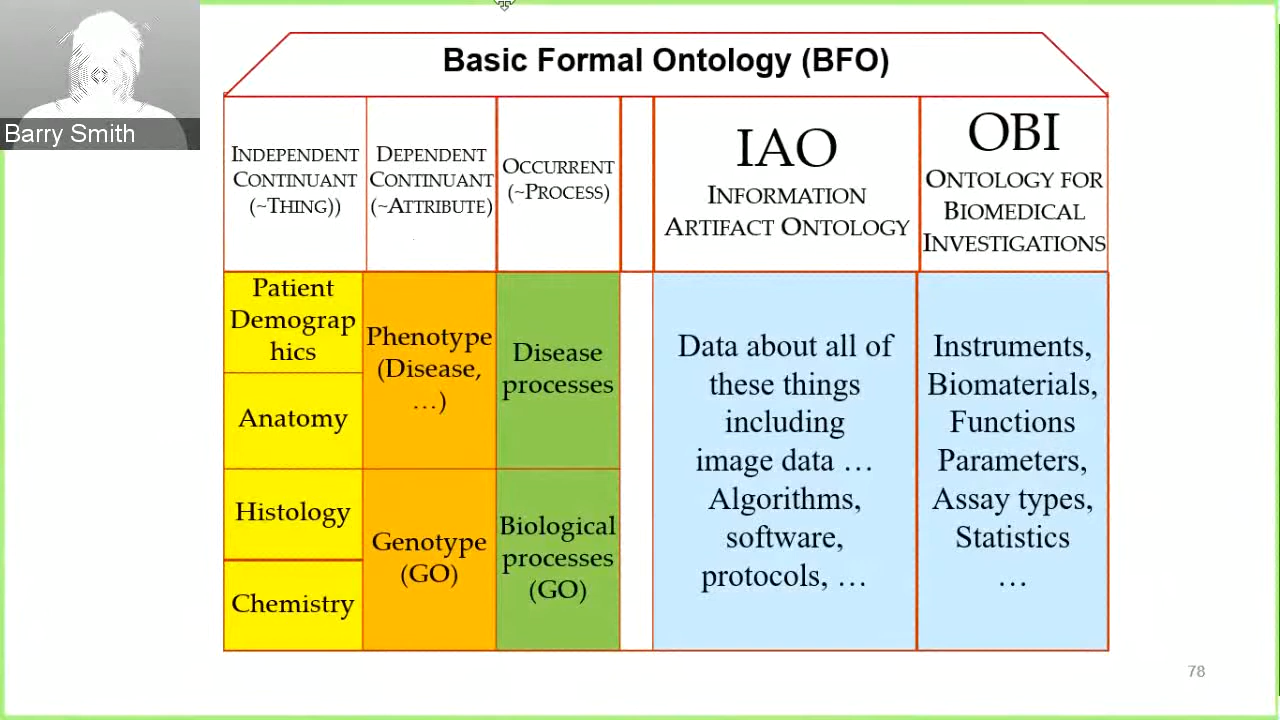 Basic Formal Ontology (BFO)
Barry Smith
INDEPENDENT
CONTINUANT
(~THING))
DEPENDENT
CONTINUANT
(~ATTRIBUTE)
OCCURRENT
(~PROCESS)
IAO
INFORMATION
ARTIFACT ONTOLOGY
OBI
ONTOLOGY FOR
BIOMEDICAL
INVESTIGATIONS
Patient
Demograp
hics
Anatomy
Histology
Chemistry
Phenotype
(Disease,
…)
Genotype
(GO)
Disease
processes
Biological
processes
(GO)
Data about all of
these things
including
image data …
Algorithms,
software,
protocols, …
Instruments,
Biomaterials,
Functions
Parameters,
Assay types,
Statistics
…
78